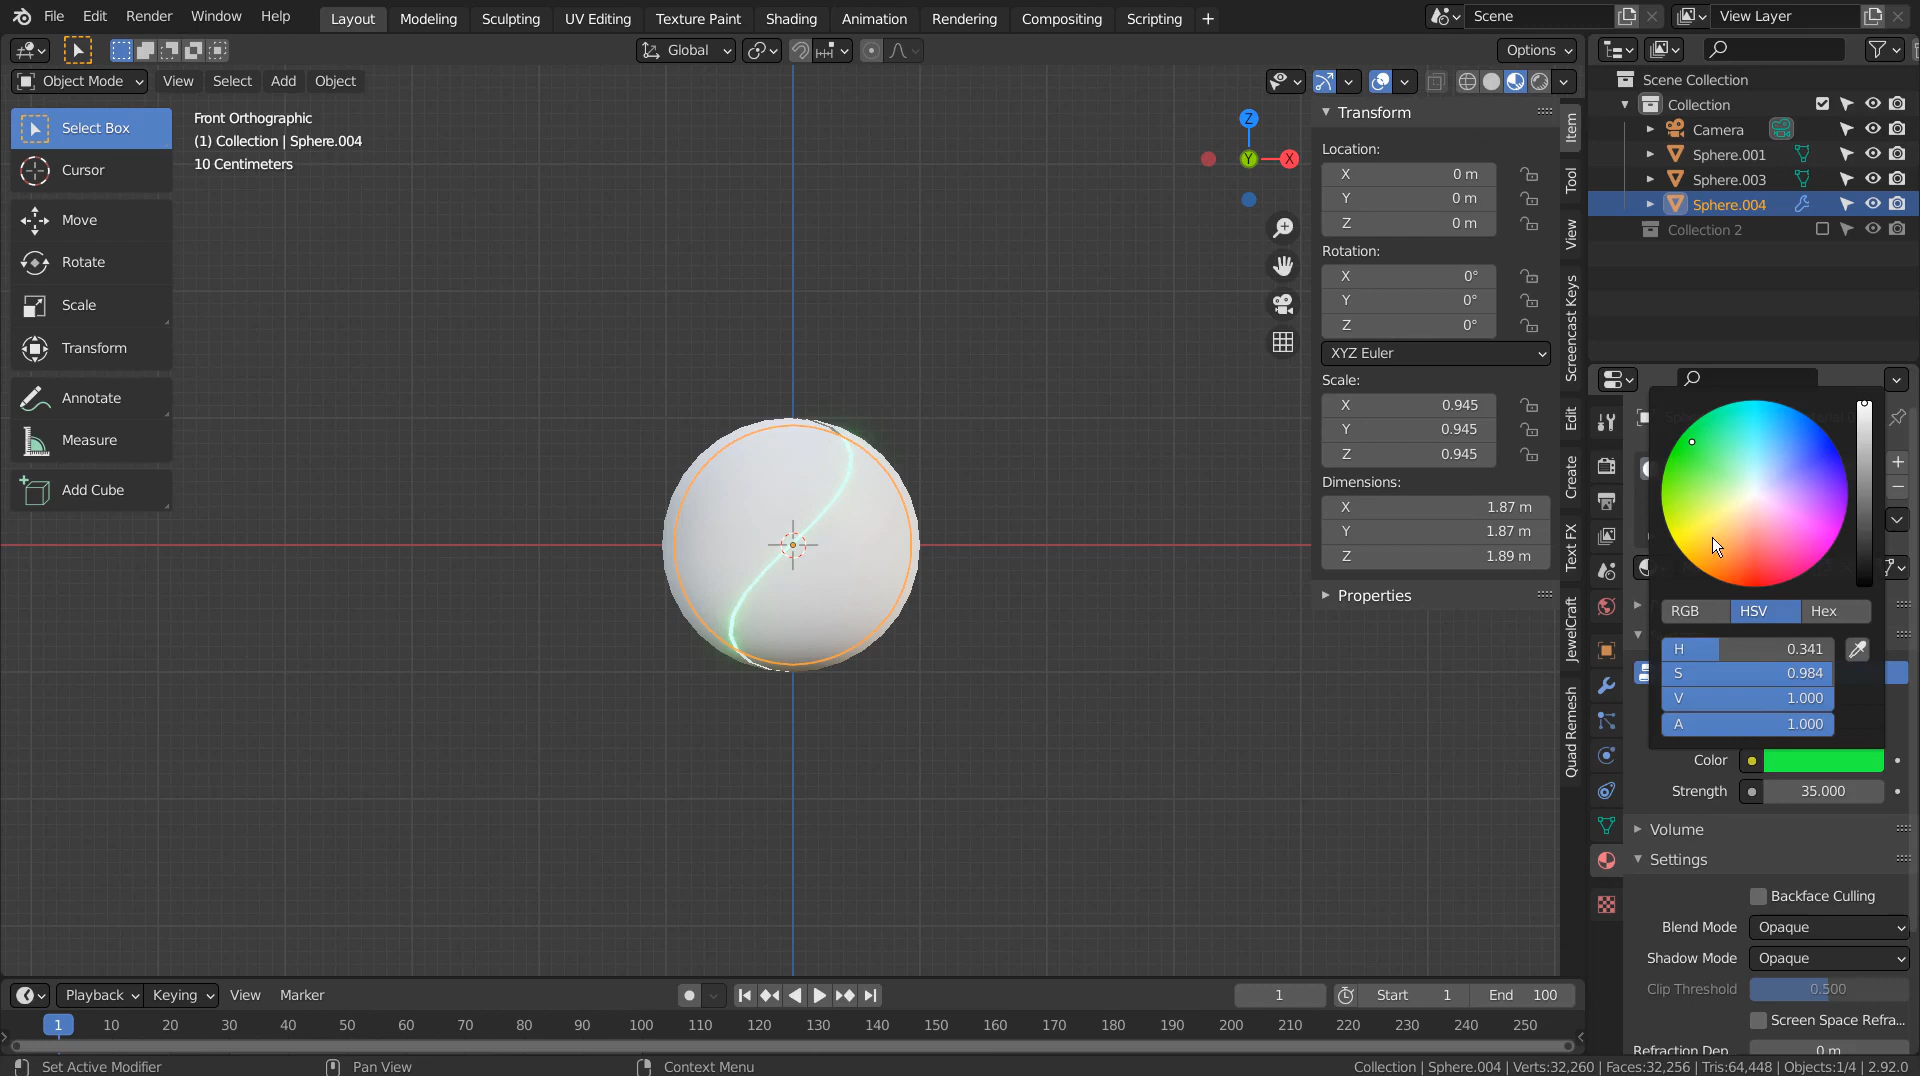 File Edit Render Window Help Layout Modeling Sculpting UV Editing Texture Paint Shading Animation Rendering Compositing Scripting + Scene View Layer
Global Options
Object Mode View Select Add Object
Select Box
Cursor
Move
Rotate
Scale
Transform
Annotate
Measure
Add Cube
Front Orthographic
(1) Collection | Sphere.004
10 Centimeters
Z
Y
X
Transform
Location:
X 0 m
Y 0 m
Z 0 m
Rotation:
X 0°
Y 0°
Z 0°
XYZ Euler
Scale:
X 0.945
Y 0.945
Z 0.945
Dimensions:
X 1.87 m
Y 1.87 m
Z 1.89 m
Properties
Item
Tool
View
Screencast Keys
Edit
Create
Text FX
JewelCraft
Quad Remesh
Scene Collection
Collection
Camera
Sphere.001
Sphere.003
Sphere.004
Collection 2
RGB HSV Hex
H 0.341
S 0.984
V 1.000
A 1.000
Color
Strength 35.000
Volume
Settings
Backface Culling
Blend Mode Opaque
Shadow Mode Opaque
Clip Threshold 0.500
Screen Space Refra...
Refraction Dep.. 0 m
Playback Keying View Marker 1 Start 1 End 100
1 10 20 30 40 50 60 70 80 90 100 110 120 130 140 150 160 170 180 190 200 210 220 230 240 250
Set Active Modifier Pan View Context Menu Collection | Sphere.004 | Verts:32,260 | Faces:32,256 | Tris:64,448 | Objects:1/4 | 2.92.0